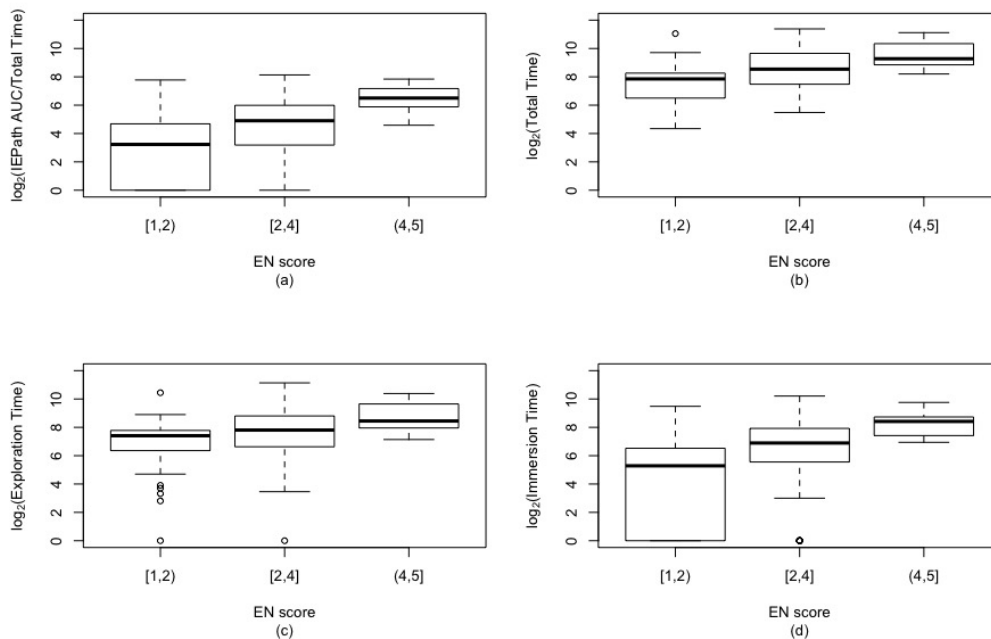 log₂(IEPath AUC/Total Time)
0 2 4 6 8 10
[1,2) [2,4] (4,5]
EN score
(a)
log₂(Total Time)
0 2 4 6 8 10
[1,2) [2,4] (4,5]
EN score
(b)
log₂(Exploration Time)
0 2 4 6 8 10
[1,2) [2,4] (4,5]
EN score
(c)
log₂(Immersion Time)
0 2 4 6 8 10
[1,2) [2,4] (4,5]
EN score
(d)